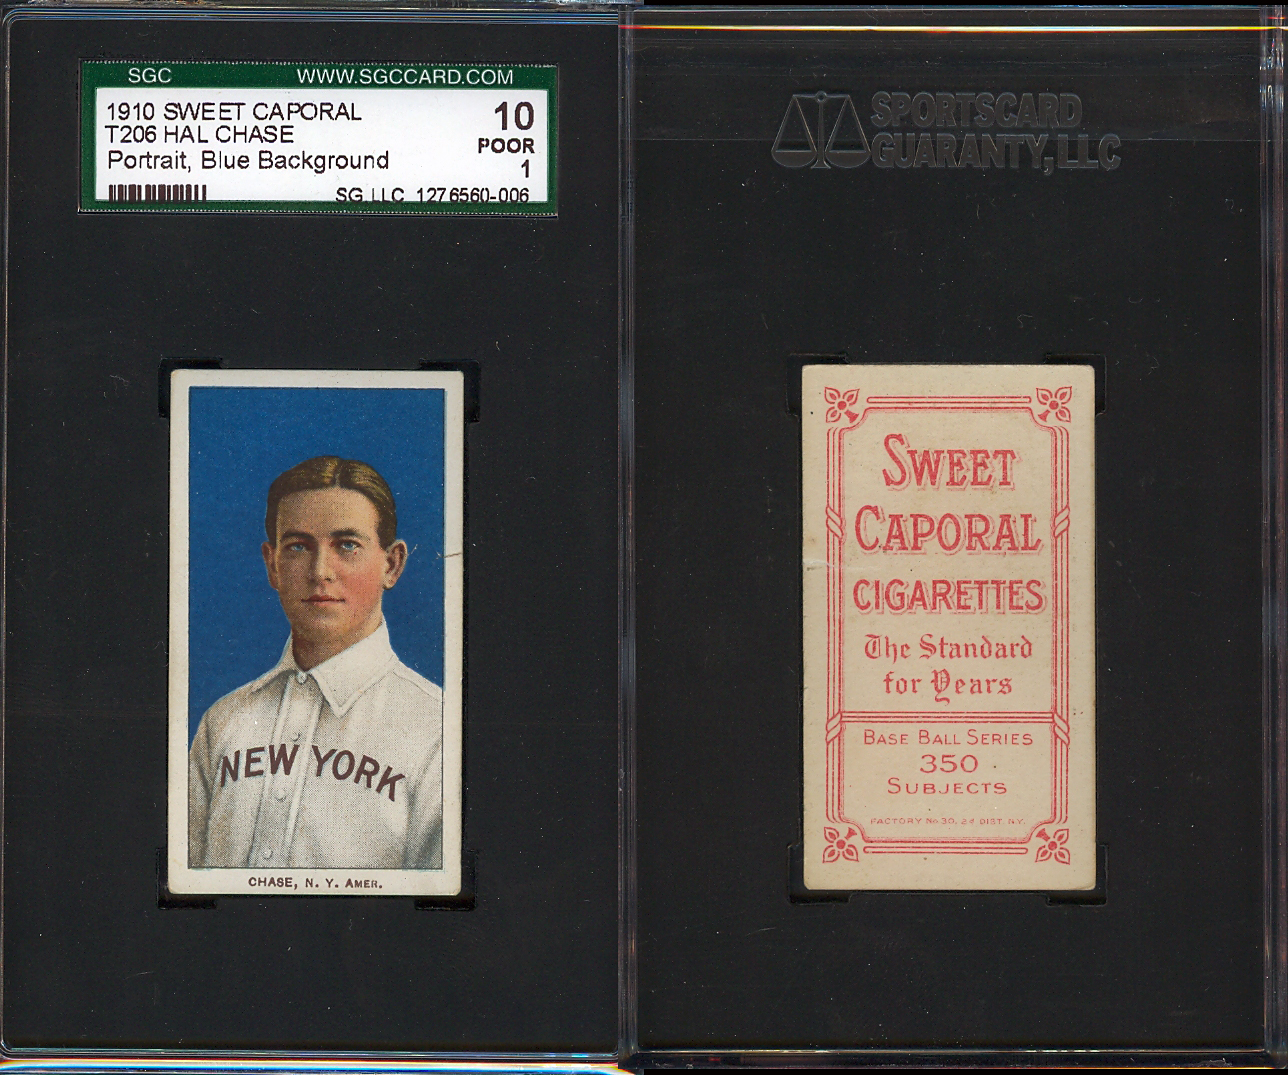 SGC WWW.SGCCARD.COM
1910 SWEET CAPORAL 10
T206 HAL CHASE POOR
Portrait, Blue Background 1
SG LLC 1276560-006
NEW YORK
CHASE, N. Y. AMER.
SPORTSCARD
GUARANTY, LLC
SWEET
CAPORAL
CIGARETTES
The Standard
for Years
BASE BALL SERIES
350
SUBJECTS
FACTORY No 30, 2d DIST. N.Y.